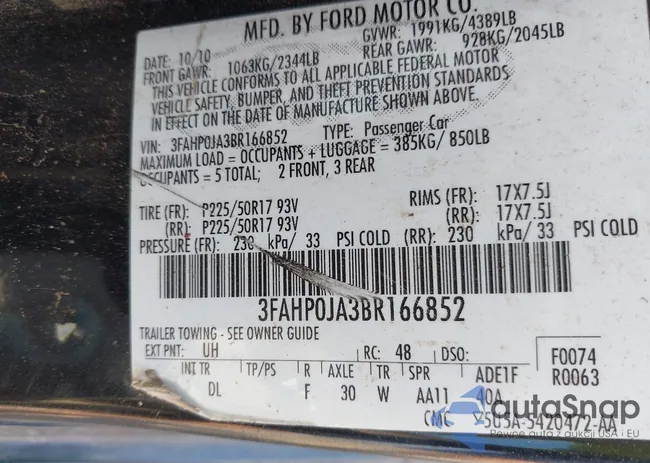 MFD. BY FORD MOTOR CO.
DATE: 10/10 GVWR: 1991KG/4389LB
FRONT GAWR: 1063KG/2344LB REAR GAWR: 928KG/2045LB
THIS VEHICLE CONFORMS TO ALL APPLICABLE FEDERAL MOTOR
VEHICLE SAFETY, BUMPER, AND THEFT PREVENTION STANDARDS
IN EFFECT ON THE DATE OF MANUFACTURE SHOWN ABOVE.
VIN: 3FAHP0JA3BR166852 TYPE: Passenger Car
MAXIMUM LOAD = OCCUPANTS + LUGGAGE = 385KG/ 850LB
OCCUPANTS = 5 TOTAL; 2 FRONT, 3 REAR
TIRE (FR): P225/50R17 93V RIMS (FR): 17X7.5J
(RR): P225/50R17 93V (RR): 17X7.5J
PRESSURE (FR): 230 kPa/ 33 PSI COLD (RR): 230 kPa/ 33 PSI COLD
3FAHP0JA3BR166852
TRAILER TOWING - SEE OWNER GUIDE
EXT PNT: UH RC: 48 DSO: F0074
INT TR TP/PS R AXLE TR SPR ADE1F R0063
DL F 30 W AA11 40A
autoSnap
Pewne auta z aukcji USA i EU